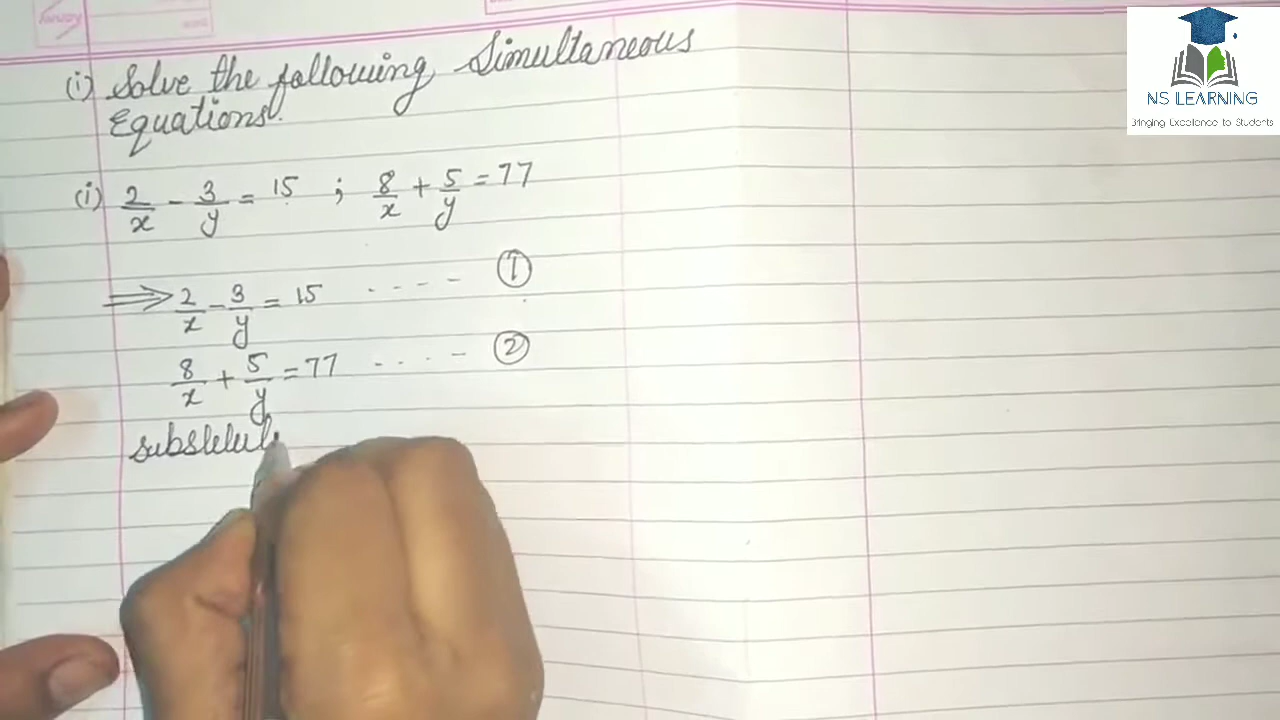 January
NS LEARNING
Bringing Excellence to Students
(i) Solve the following Simultaneous
Equations.
(i) 2/x - 3/y = 15 ; 8/x + 5/y = 77
⟹ 2/x - 3/y = 15 - - - - ①
8/x + 5/y = 77 - - - - ②